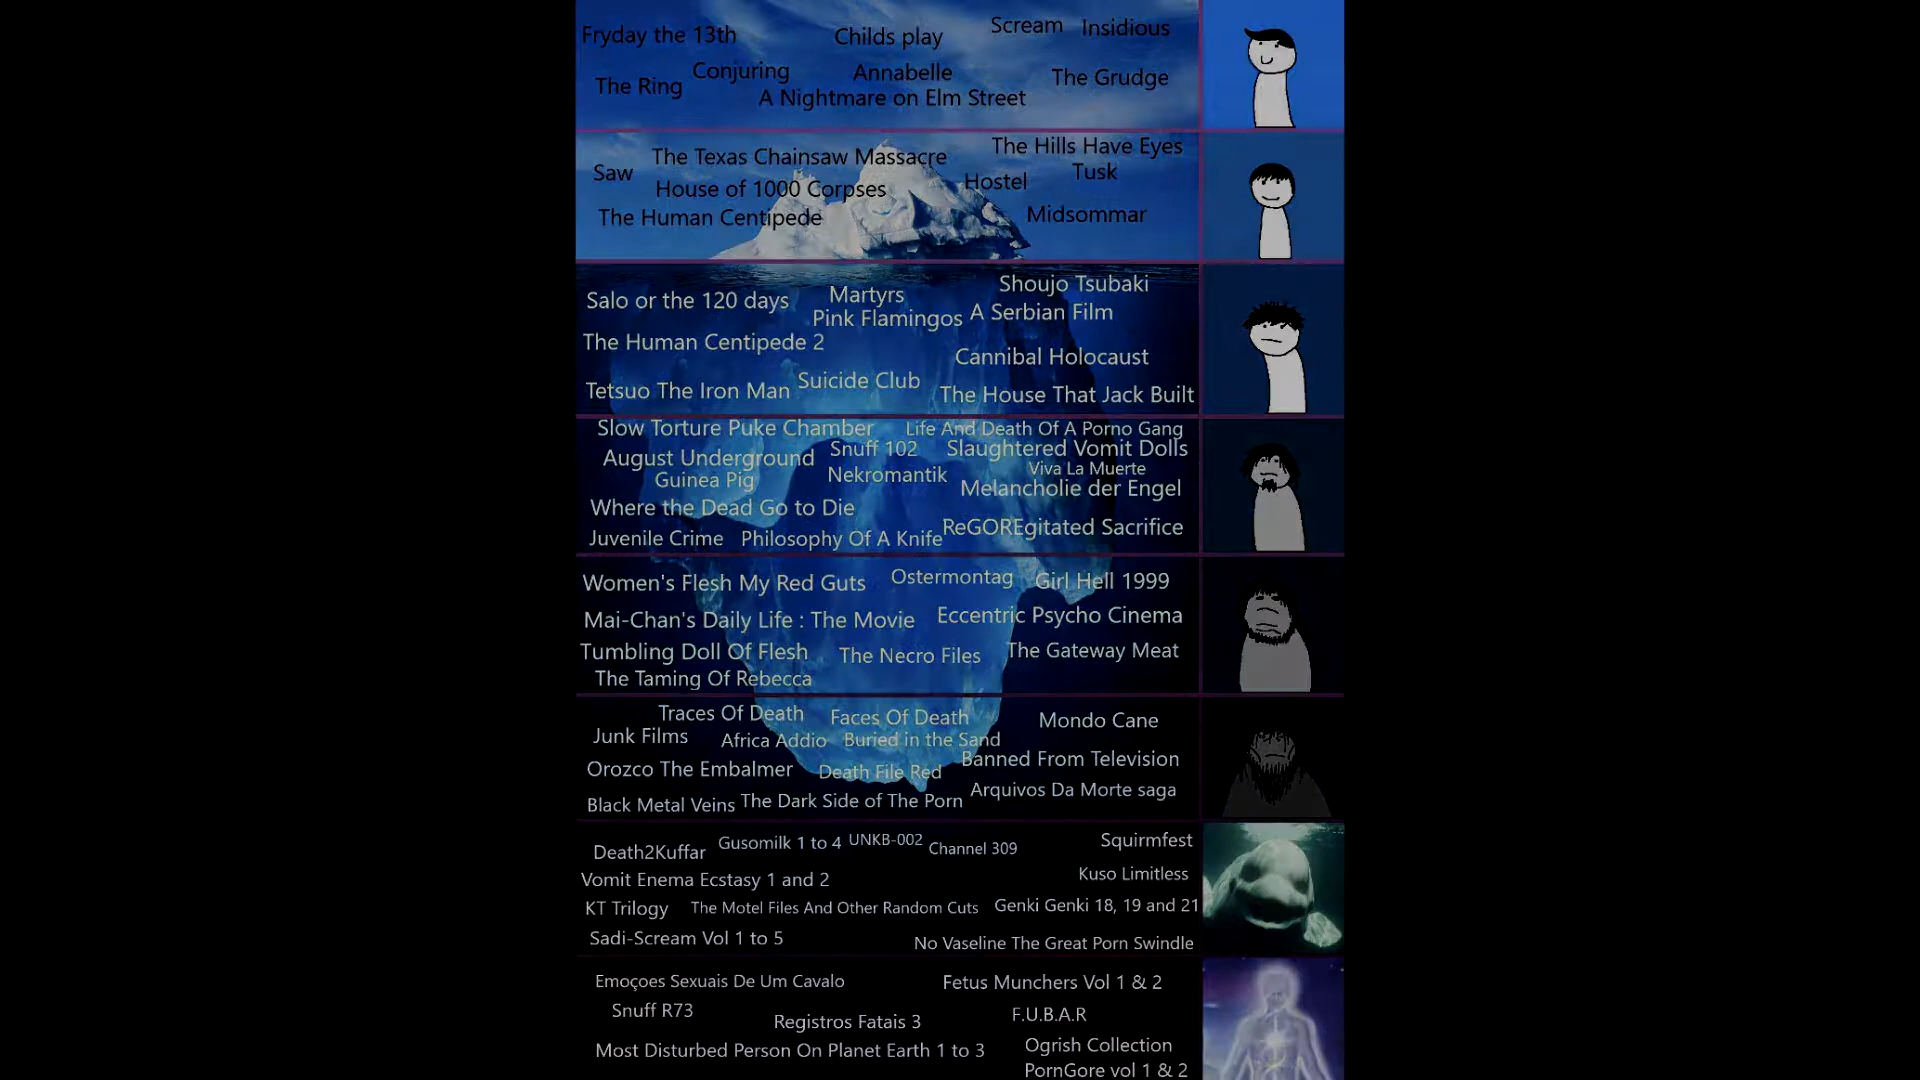 Fryday the 13th
Childs play
Scream
Insidious
The Ring
Conjuring
Annabelle
The Grudge
A Nightmare on Elm Street
Saw
The Texas Chainsaw Massacre
The Hills Have Eyes
House of 1000 Corpses
Hostel
Tusk
The Human Centipede
Midsommar
Salo or the 120 days
Martyrs
Shoujo Tsubaki
Pink Flamingos
A Serbian Film
The Human Centipede 2
Cannibal Holocaust
Tetsuo The Iron Man
Suicide Club
The House That Jack Built
Slow Torture Puke Chamber
Life And Death Of A Porno Gang
August Underground
Snuff 102
Slaughtered Vomit Dolls
Guinea Pig
Nekromantik
Viva La Muerte
Melancholie der Engel
Where the Dead Go to Die
ReGOREgitated Sacrifice
Juvenile Crime
Philosophy Of A Knife
Women's Flesh My Red Guts
Ostermontag
Girl Hell 1999
Mai-Chan's Daily Life : The Movie
Eccentric Psycho Cinema
Tumbling Doll Of Flesh
The Necro Files
The Gateway Meat
The Taming Of Rebecca
Traces Of Death
Faces Of Death
Mondo Cane
Junk Films
Africa Addio
Buried in the Sand
Orozco The Embalmer
Death File Red
Banned From Television
Black Metal Veins
The Dark Side of The Porn
Arquivos Da Morte saga
Death2Kuffar
Gusomilk 1 to 4
UNKB-002
Channel 309
Squirmfest
Vomit Enema Ecstasy 1 and 2
Kuso Limitless
KT Trilogy
The Motel Files And Other Random Cuts
Genki Genki 18, 19 and 21
Sadi-Scream Vol 1 to 5
No Vaseline The Great Porn Swindle
Emoçoes Sexuais De Um Cavalo
Fetus Munchers Vol 1 & 2
Snuff R73
Registros Fatais 3
F.U.B.A.R
Most Disturbed Person On Planet Earth 1 to 3
Ogrish Collection
PornGore vol 1 & 2